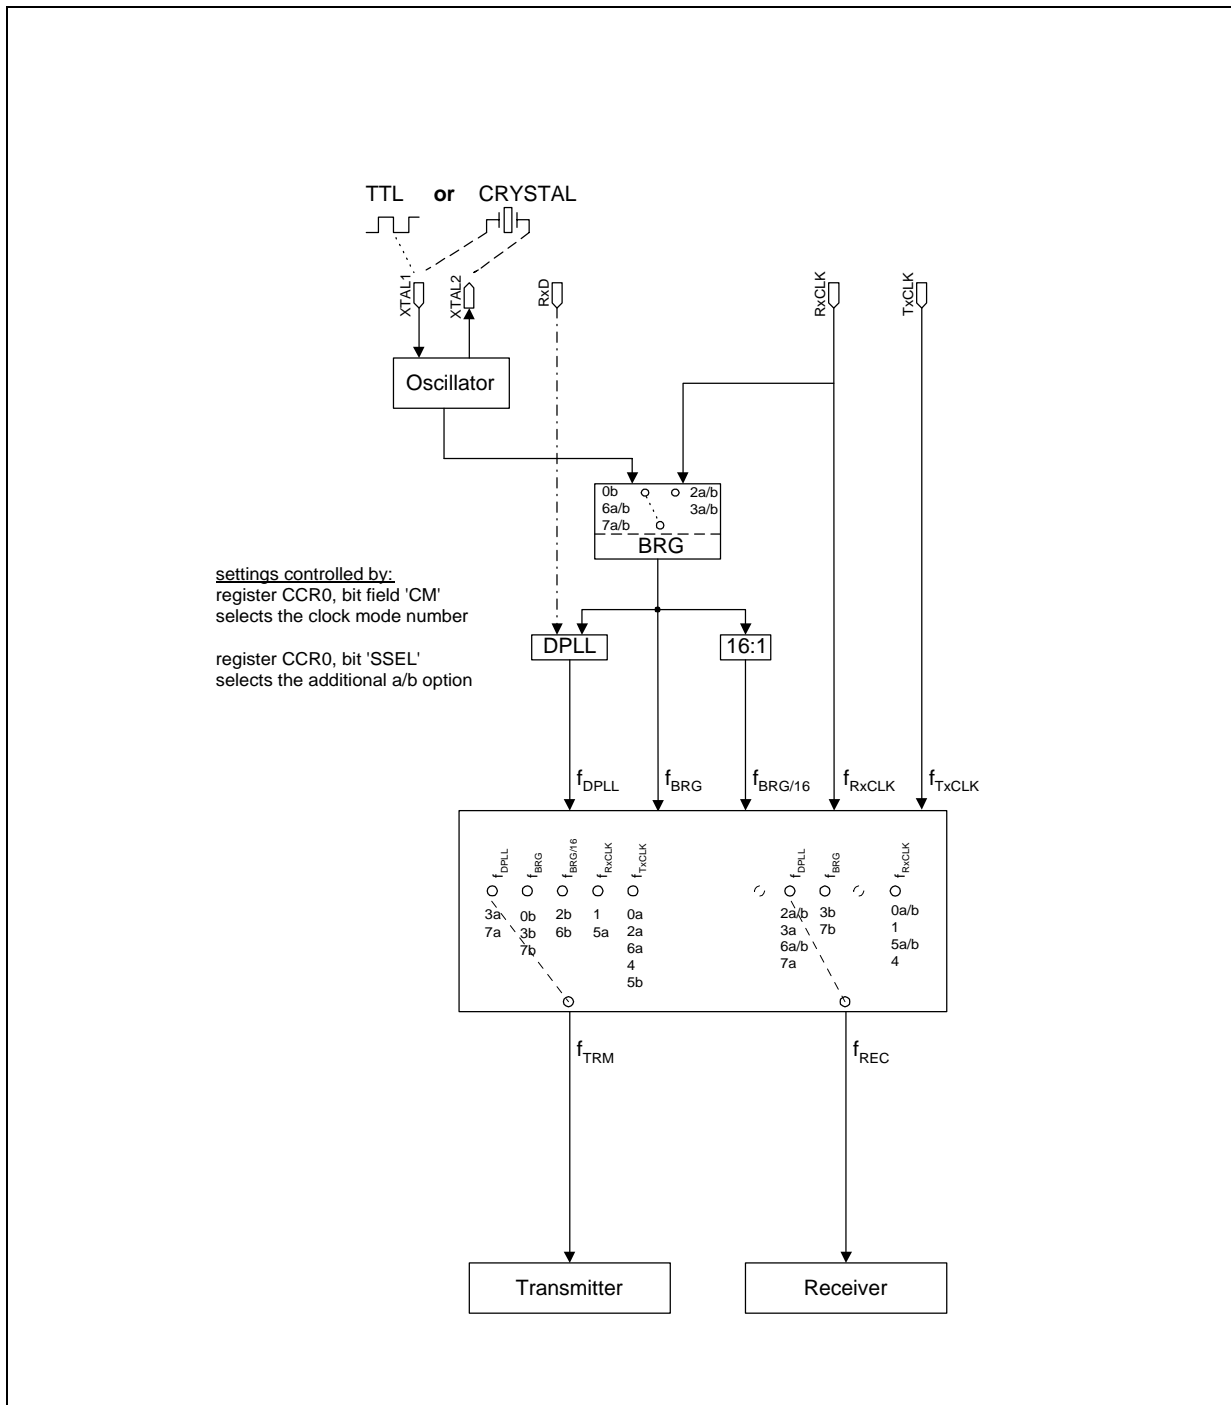 TTL or CRYSTAL
XTAL1
XTAL2
RxD
RxCLK
TxCLK
Oscillator
0b 2a/b
6a/b 3a/b
7a/b
BRG
settings controlled by:
register CCR0, bit field 'CM'
selects the clock mode number
register CCR0, bit 'SSEL'
selects the additional a/b option
DPLL
16:1
fDPLL
fBRG
fBRG/16
fRxCLK
fTxCLK
fDPLL
fBRG
fBRG/16
fRxCLK
fTxCLK
fDPLL
fBRG
fRxCLK
3a
7a
0b
3b
7b
2b
6b
1
5a
0a
2a
6a
4
5b
2a/b
3a
6a/b
7a
3b
7b
0a/b
1
5a/b
4
fTRM
fREC
Transmitter
Receiver